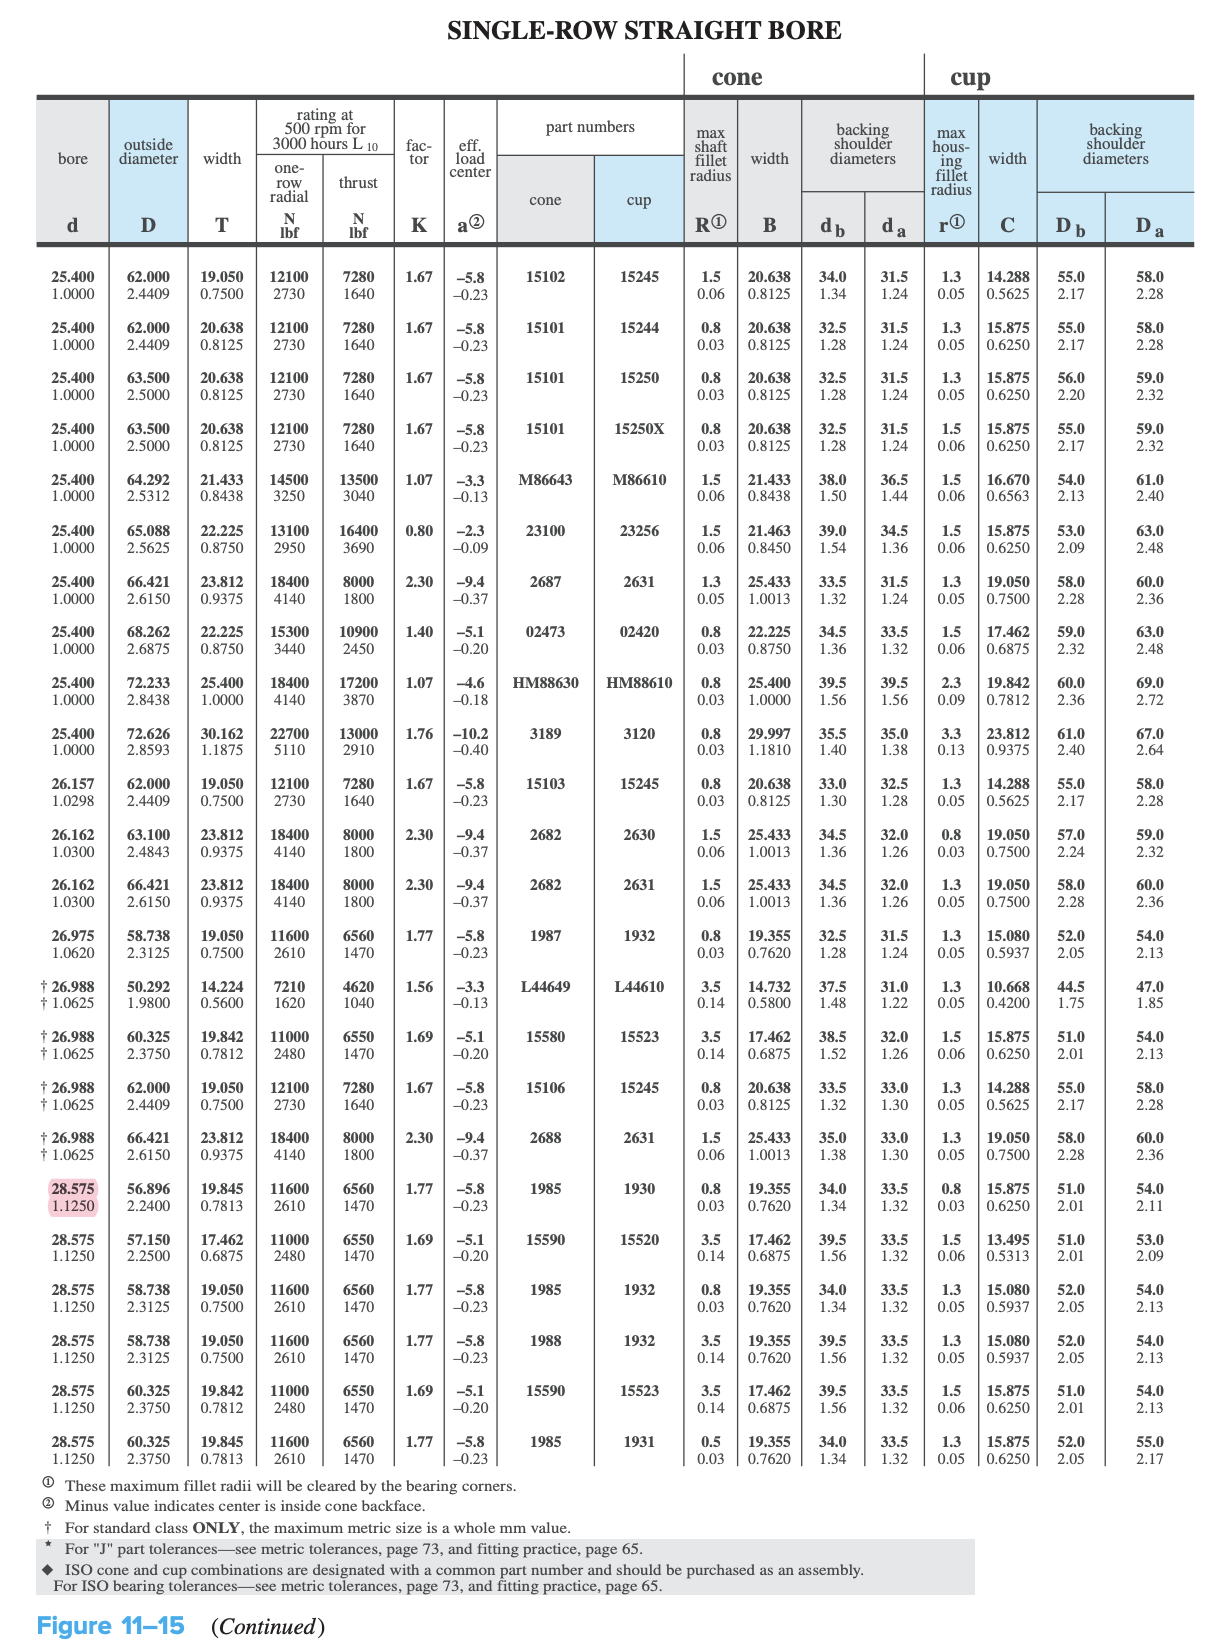 SINGLE-ROW STRAIGHT BORE
cone cup
bore
d
outside
diameter
D
width
T
rating at
500 rpm for
3000 hours L 10
one-
row
radial
N
lbf
thrust
N
lbf
fac-
tor
K
eff.
load
center
a②
part numbers
cone
cup
max
shaft
fillet
radius
R①
width
B
backing
shoulder
diameters
d b
d a
max
hous-
ing
fillet
radius
r①
width
C
backing
shoulder
diameters
D b
D a
25.400 62.000 19.050 12100 7280 1.67 –5.8 15102 15245 1.5 20.638 34.0 31.5 1.3 14.288 55.0 58.0
1.0000 2.4409 0.7500 2730 1640 –0.23 0.06 0.8125 1.34 1.24 0.05 0.5625 2.17 2.28
25.400 62.000 20.638 12100 7280 1.67 –5.8 15101 15244 0.8 20.638 32.5 31.5 1.3 15.875 55.0 58.0
1.0000 2.4409 0.8125 2730 1640 –0.23 0.03 0.8125 1.28 1.24 0.05 0.6250 2.17 2.28
25.400 63.500 20.638 12100 7280 1.67 –5.8 15101 15250 0.8 20.638 32.5 31.5 1.3 15.875 56.0 59.0
1.0000 2.5000 0.8125 2730 1640 –0.23 0.03 0.8125 1.28 1.24 0.05 0.6250 2.20 2.32
25.400 63.500 20.638 12100 7280 1.67 –5.8 15101 15250X 0.8 20.638 32.5 31.5 1.5 15.875 55.0 59.0
1.0000 2.5000 0.8125 2730 1640 –0.23 0.03 0.8125 1.28 1.24 0.06 0.6250 2.17 2.32
25.400 64.292 21.433 14500 13500 1.07 –3.3 M86643 M86610 1.5 21.433 38.0 36.5 1.5 16.670 54.0 61.0
1.0000 2.5312 0.8438 3250 3040 –0.13 0.06 0.8438 1.50 1.44 0.06 0.6563 2.13 2.40
25.400 65.088 22.225 13100 16400 0.80 –2.3 23100 23256 1.5 21.463 39.0 34.5 1.5 15.875 53.0 63.0
1.0000 2.5625 0.8750 2950 3690 –0.09 0.06 0.8450 1.54 1.36 0.06 0.6250 2.09 2.48
25.400 66.421 23.812 18400 8000 2.30 –9.4 2687 2631 1.3 25.433 33.5 31.5 1.3 19.050 58.0 60.0
1.0000 2.6150 0.9375 4140 1800 –0.37 0.05 1.0013 1.32 1.24 0.05 0.7500 2.28 2.36
25.400 68.262 22.225 15300 10900 1.40 –5.1 02473 02420 0.8 22.225 34.5 33.5 1.5 17.462 59.0 63.0
1.0000 2.6875 0.8750 3440 2450 –0.20 0.03 0.8750 1.36 1.32 0.06 0.6875 2.32 2.48
25.400 72.233 25.400 18400 17200 1.07 –4.6 HM88630 HM88610 0.8 25.400 39.5 39.5 2.3 19.842 60.0 69.0
1.0000 2.8438 1.0000 4140 3870 –0.18 0.03 1.0000 1.56 1.56 0.09 0.7812 2.36 2.72
25.400 72.626 30.162 22700 13000 1.76 –10.2 3189 3120 0.8 29.997 35.5 35.0 3.3 23.812 61.0 67.0
1.0000 2.8593 1.1875 5110 2910 –0.40 0.03 1.1810 1.40 1.38 0.13 0.9375 2.40 2.64
26.157 62.000 19.050 12100 7280 1.67 –5.8 15103 15245 0.8 20.638 33.0 32.5 1.3 14.288 55.0 58.0
1.0298 2.4409 0.7500 2730 1640 –0.23 0.03 0.8125 1.30 1.28 0.05 0.5625 2.17 2.28
26.162 63.100 23.812 18400 8000 2.30 –9.4 2682 2630 1.5 25.433 34.5 32.0 0.8 19.050 57.0 59.0
1.0300 2.4843 0.9375 4140 1800 –0.37 0.06 1.0013 1.36 1.26 0.03 0.7500 2.24 2.32
26.162 66.421 23.812 18400 8000 2.30 –9.4 2682 2631 1.5 25.433 34.5 32.0 1.3 19.050 58.0 60.0
1.0300 2.6150 0.9375 4140 1800 –0.37 0.06 1.0013 1.36 1.26 0.05 0.7500 2.28 2.36
26.975 58.738 19.050 11600 6560 1.77 –5.8 1987 1932 0.8 19.355 32.5 31.5 1.3 15.080 52.0 54.0
1.0620 2.3125 0.7500 2610 1470 –0.23 0.03 0.7620 1.28 1.24 0.05 0.5937 2.05 2.13
† 26.988 50.292 14.224 7210 4620 1.56 –3.3 L44649 L44610 3.5 14.732 37.5 31.0 1.3 10.668 44.5 47.0
† 1.0625 1.9800 0.5600 1620 1040 –0.13 0.14 0.5800 1.48 1.22 0.05 0.4200 1.75 1.85
† 26.988 60.325 19.842 11000 6550 1.69 –5.1 15580 15523 3.5 17.462 38.5 32.0 1.5 15.875 51.0 54.0
† 1.0625 2.3750 0.7812 2480 1470 –0.20 0.14 0.6875 1.52 1.26 0.06 0.6250 2.01 2.13
† 26.988 62.000 19.050 12100 7280 1.67 –5.8 15106 15245 0.8 20.638 33.5 33.0 1.3 14.288 55.0 58.0
† 1.0625 2.4409 0.7500 2730 1640 –0.23 0.03 0.8125 1.32 1.30 0.05 0.5625 2.17 2.28
† 26.988 66.421 23.812 18400 8000 2.30 –9.4 2688 2631 1.5 25.433 35.0 33.0 1.3 19.050 58.0 60.0
† 1.0625 2.6150 0.9375 4140 1800 –0.37 0.06 1.0013 1.38 1.30 0.05 0.7500 2.28 2.36
28.575 56.896 19.845 11600 6560 1.77 –5.8 1985 1930 0.8 19.355 34.0 33.5 0.8 15.875 51.0 54.0
1.1250 2.2400 0.7813 2610 1470 –0.23 0.03 0.7620 1.34 1.32 0.03 0.6250 2.01 2.11
28.575 57.150 17.462 11000 6550 1.69 –5.1 15590 15520 3.5 17.462 39.5 33.5 1.5 13.495 51.0 53.0
1.1250 2.2500 0.6875 2480 1470 –0.20 0.14 0.6875 1.56 1.32 0.06 0.5313 2.01 2.09
28.575 58.738 19.050 11600 6560 1.77 –5.8 1985 1932 0.8 19.355 34.0 33.5 1.3 15.080 52.0 54.0
1.1250 2.3125 0.7500 2610 1470 –0.23 0.03 0.7620 1.34 1.32 0.05 0.5937 2.05 2.13
28.575 58.738 19.050 11600 6560 1.77 –5.8 1988 1932 3.5 19.355 39.5 33.5 1.3 15.080 52.0 54.0
1.1250 2.3125 0.7500 2610 1470 –0.23 0.14 0.7620 1.56 1.32 0.05 0.5937 2.05 2.13
28.575 60.325 19.842 11000 6550 1.69 –5.1 15590 15523 3.5 17.462 39.5 33.5 1.5 15.875 51.0 54.0
1.1250 2.3750 0.7812 2480 1470 –0.20 0.14 0.6875 1.56 1.32 0.06 0.6250 2.01 2.13
28.575 60.325 19.845 11600 6560 1.77 –5.8 1985 1931 0.5 19.355 34.0 33.5 1.3 15.875 52.0 55.0
1.1250 2.3750 0.7813 2610 1470 –0.23 0.03 0.7620 1.34 1.32 0.05 0.6250 2.05 2.17
① These maximum fillet radii will be cleared by the bearing corners.
② Minus value indicates center is inside cone backface.
† For standard class ONLY, the maximum metric size is a whole mm value.
★ For "J" part tolerances—see metric tolerances, page 73, and fitting practice, page 65.
◆ ISO cone and cup combinations are designated with a common part number and should be purchased as an assembly.
For ISO bearing tolerances—see metric tolerances, page 73, and fitting practice, page 65.
Figure 11–15 (Continued)